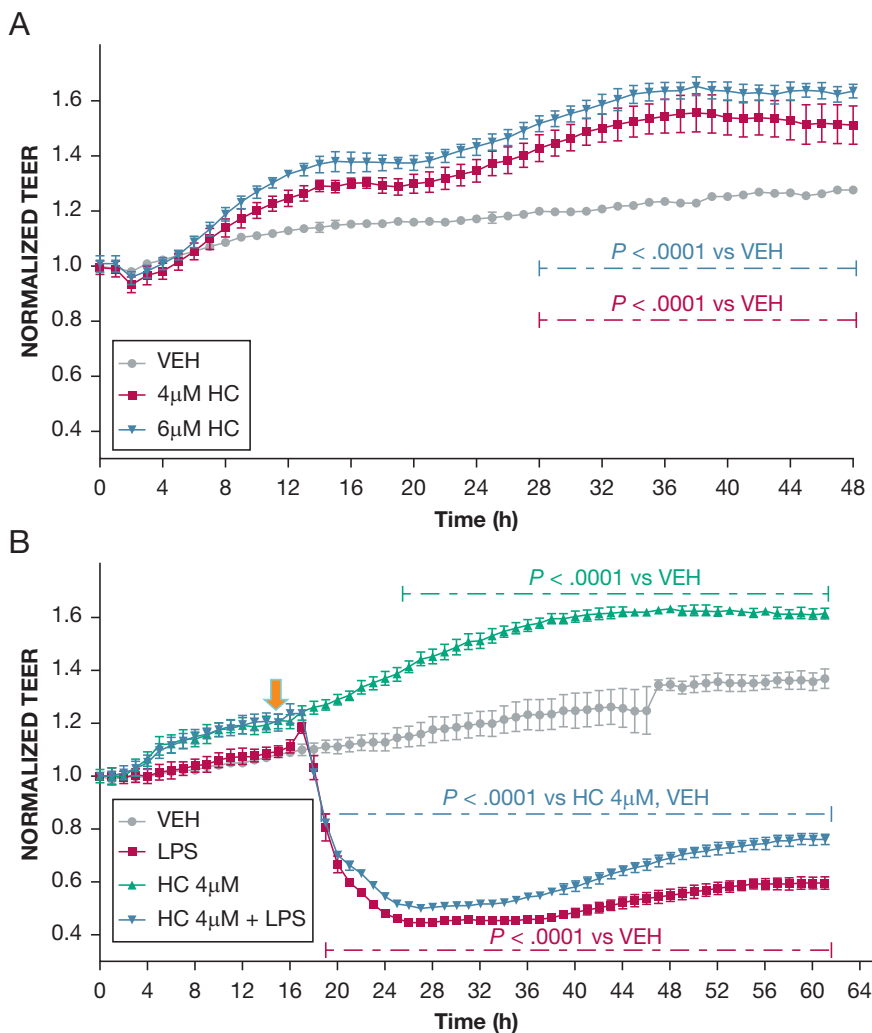 A
NORMALIZED TEER
1.6
1.4
1.2
1.0
0.8
0.6
0.4
P < .0001 vs VEH
P < .0001 vs VEH
VEH
4μM HC
6μM HC
0 4 8 12 16 20 24 28 32 36 40 44 48
Time (h)
B
NORMALIZED TEER
1.6
1.4
1.2
1.0
0.8
0.6
0.4
P < .0001 vs VEH
P < .0001 vs HC 4μM, VEH
P < .0001 vs VEH
VEH
LPS
HC 4μM
HC 4μM + LPS
0 4 8 12 16 20 24 28 32 36 40 44 48 52 56 60 64
Time (h)